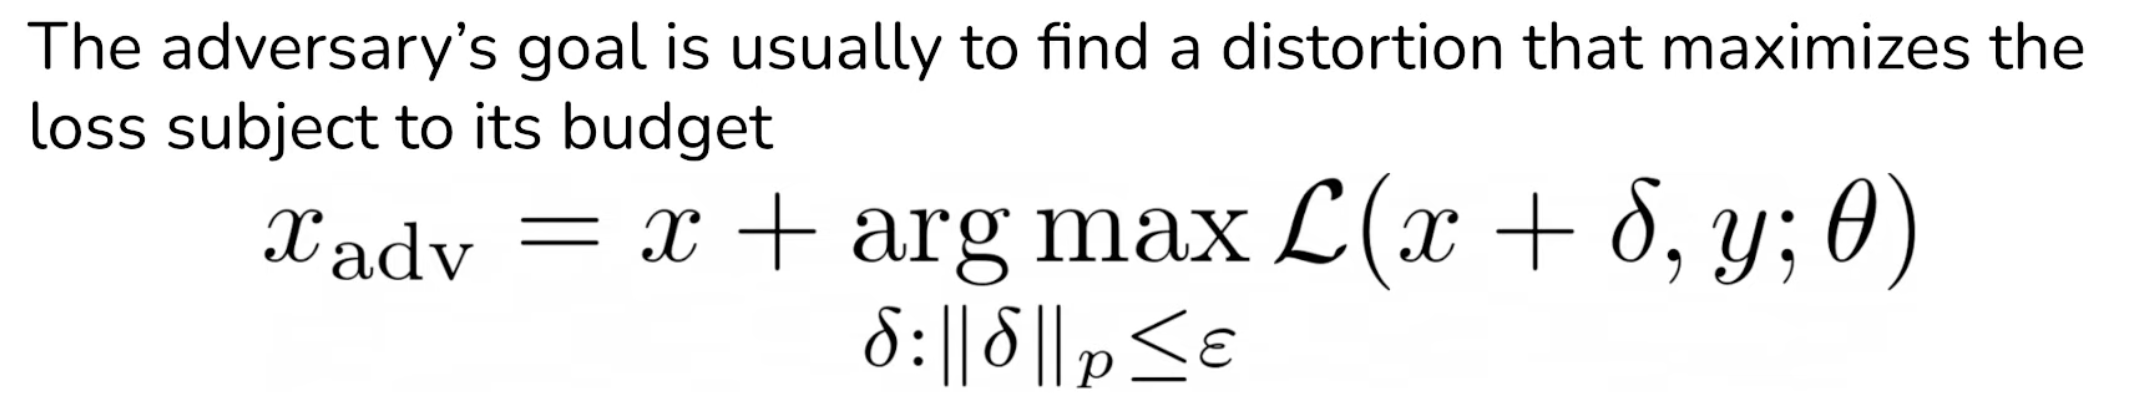 The adversary's goal is usually to find a distortion that maximizes the
loss subject to its budget
x_adv = x + arg max ℒ(x + δ, y; θ)
δ:‖δ‖_p≤ε